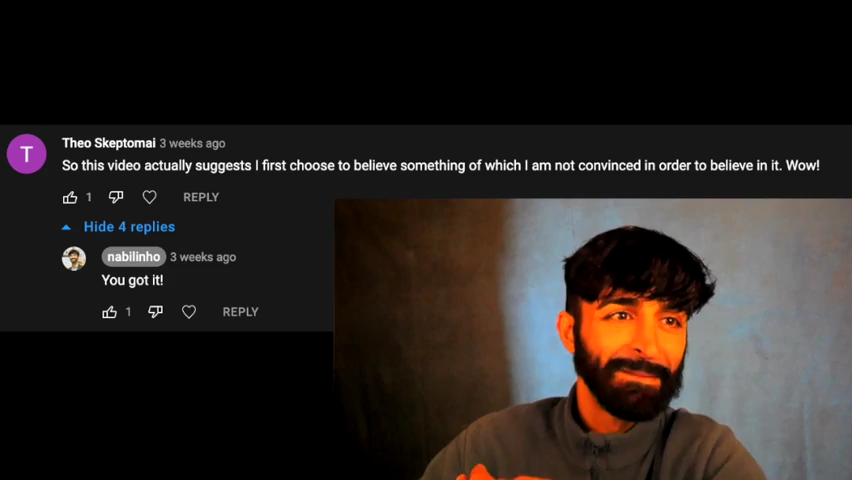 T
Theo Skeptomai 3 weeks ago
So this video actually suggests I first choose to believe something of which I am not convinced in order to believe in it. Wow!
1 REPLY
Hide 4 replies
nabilinho 3 weeks ago
You got it!
1 REPLY